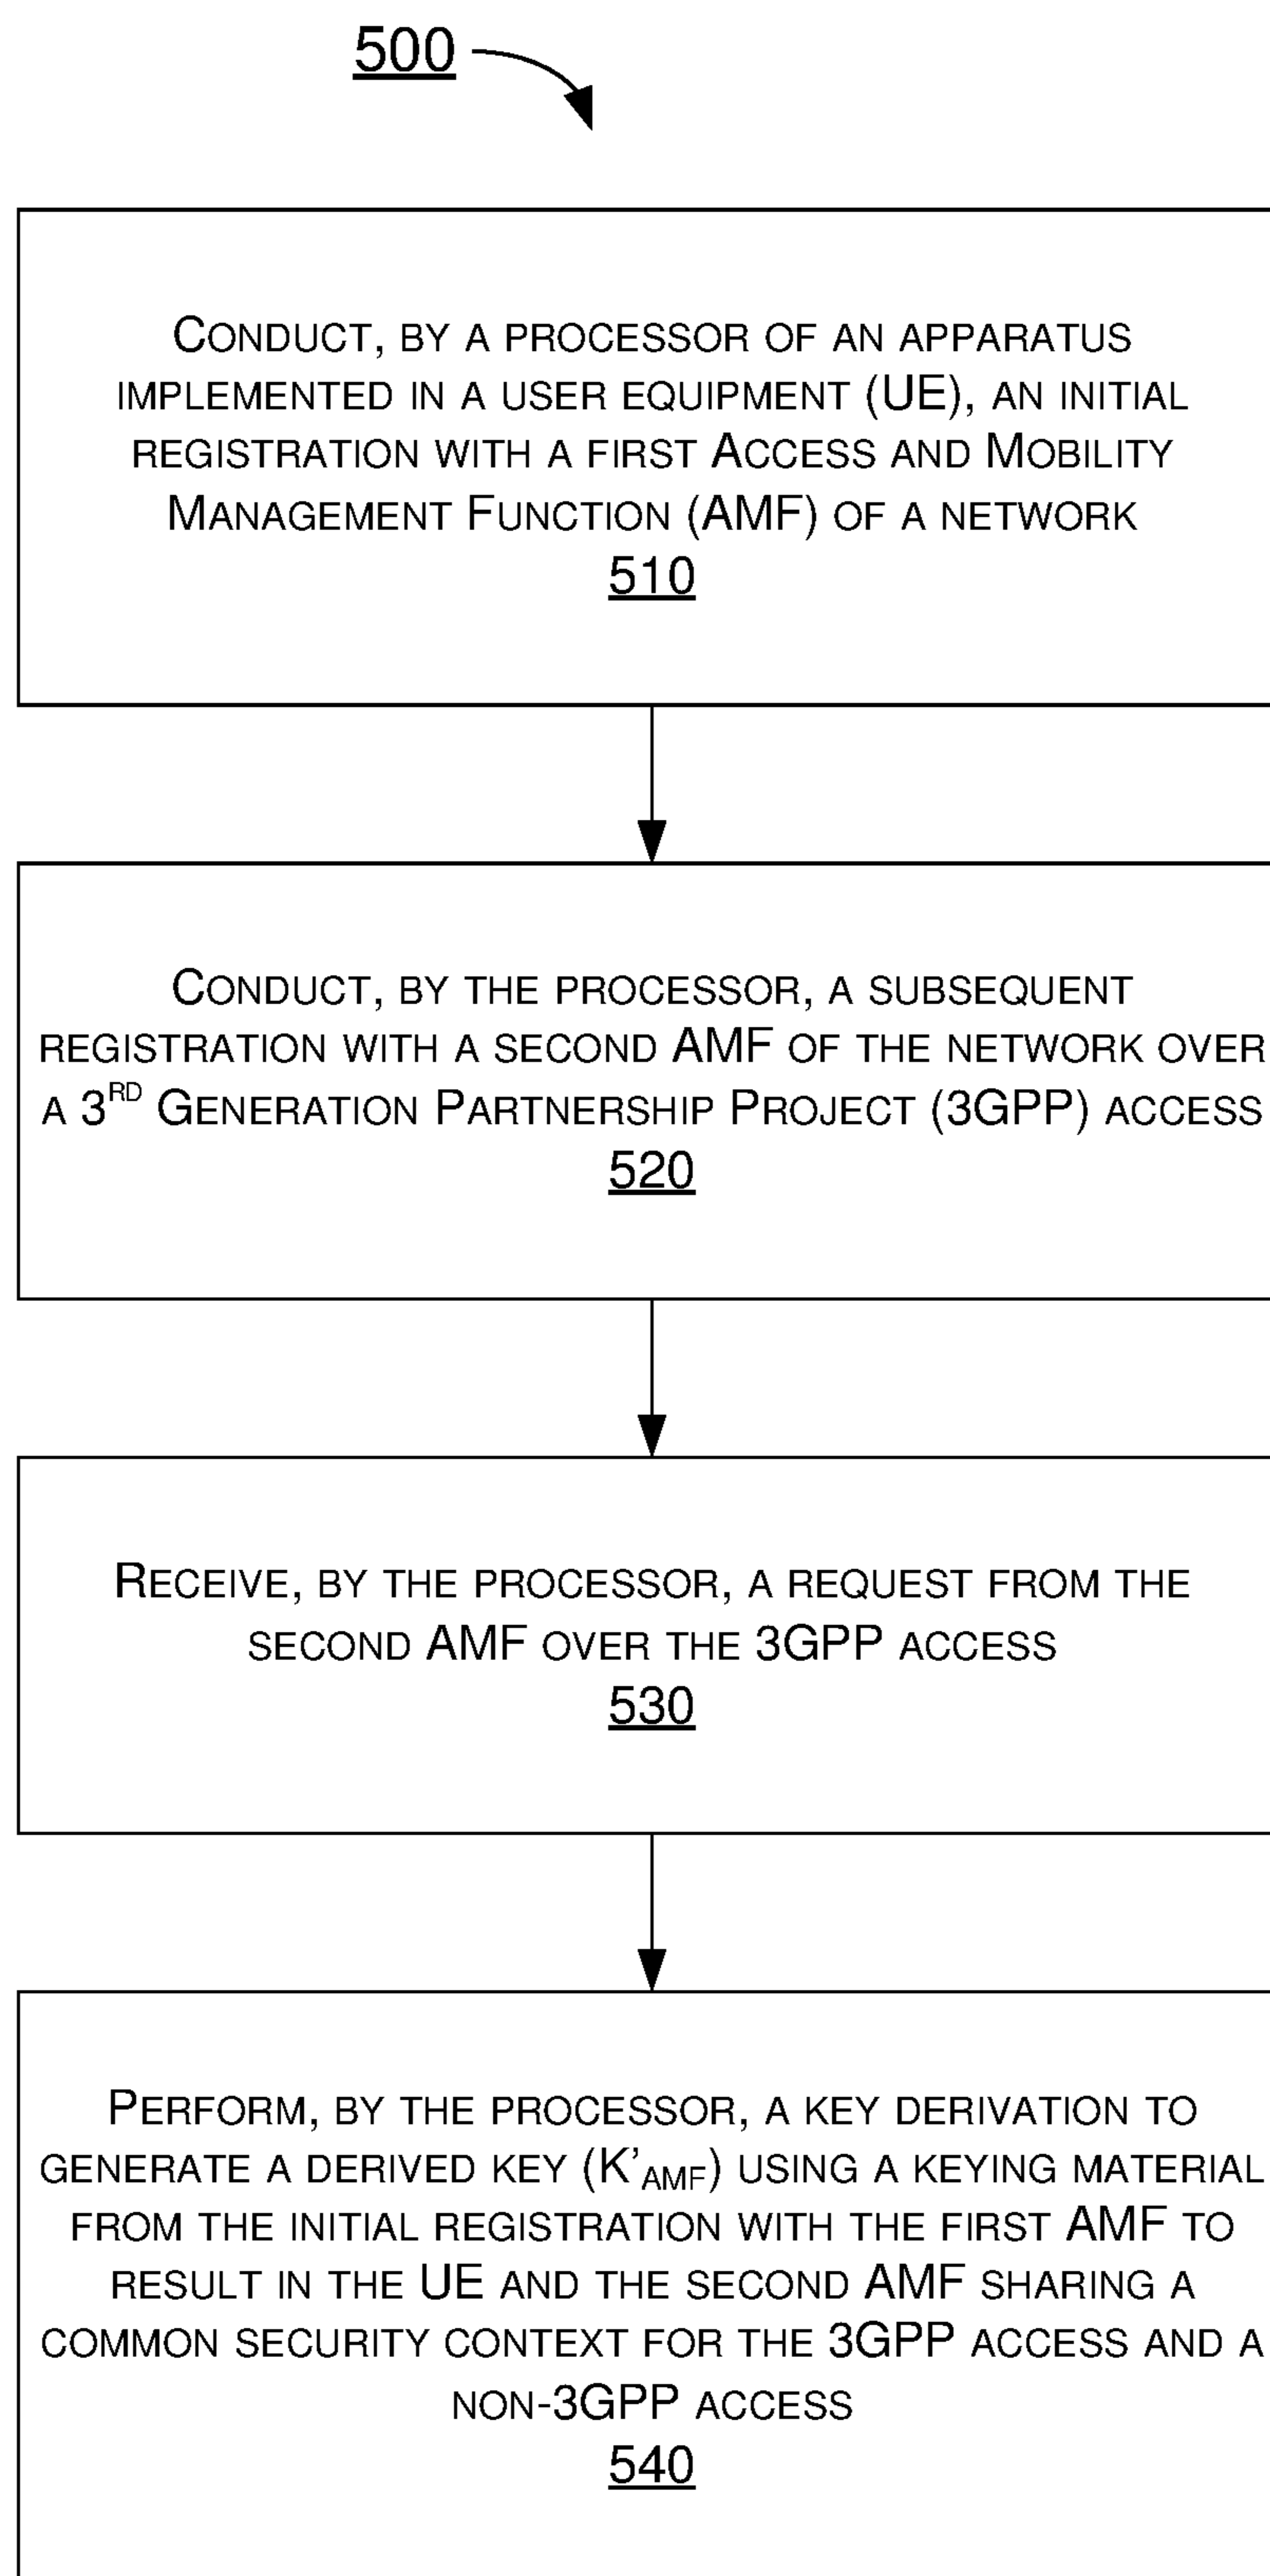 500
CONDUCT, BY A PROCESSOR OF AN APPARATUS
IMPLEMENTED IN A USER EQUIPMENT (UE), AN INITIAL
REGISTRATION WITH A FIRST ACCESS AND MOBILITY
MANAGEMENT FUNCTION (AMF) OF A NETWORK
510
CONDUCT, BY THE PROCESSOR, A SUBSEQUENT
REGISTRATION WITH A SECOND AMF OF THE NETWORK OVER
A 3RD GENERATION PARTNERSHIP PROJECT (3GPP) ACCESS
520
RECEIVE, BY THE PROCESSOR, A REQUEST FROM THE
SECOND AMF OVER THE 3GPP ACCESS
530
PERFORM, BY THE PROCESSOR, A KEY DERIVATION TO
GENERATE A DERIVED KEY (K’AMF) USING A KEYING MATERIAL
FROM THE INITIAL REGISTRATION WITH THE FIRST AMF TO
RESULT IN THE UE AND THE SECOND AMF SHARING A
COMMON SECURITY CONTEXT FOR THE 3GPP ACCESS AND A
NON-3GPP ACCESS
540